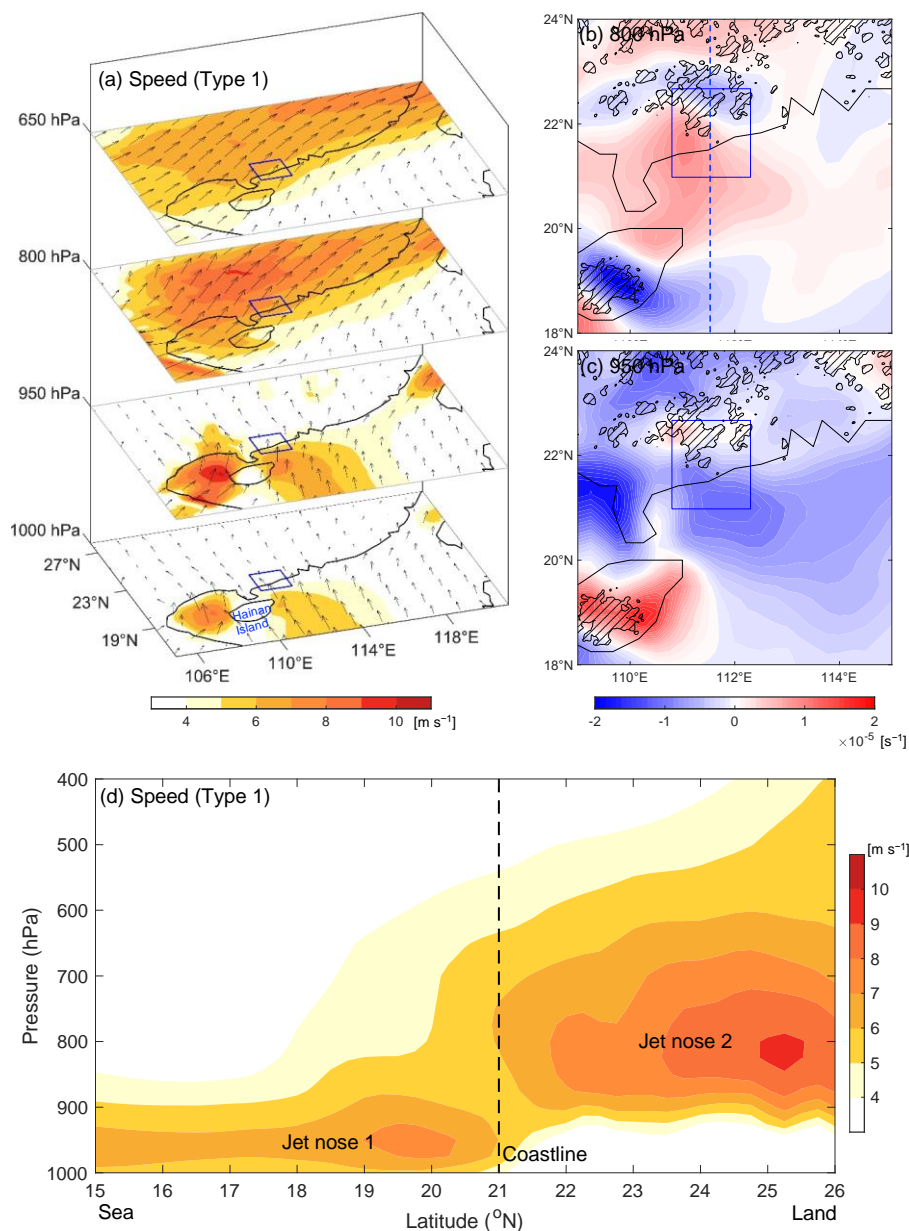 (a) Speed (Type 1)
650 hPa
800 hPa
950 hPa
1000 hPa
27°N
23°N
19°N
106°E
110°E
114°E
118°E
Hainan
Island
4 6 8 10 [m s⁻¹]
(b) 800 hPa
24°N
22°N
20°N
18°N
(c) 950 hPa
24°N
22°N
20°N
18°N
110°E 112°E 114°E
-2 -1 0 1 2
×10⁻⁵ [s⁻¹]
(d) Speed (Type 1)
Pressure (hPa)
400
500
600
700
800
900
1000
Jet nose 1
Jet nose 2
Coastline
15 16 17 18 19 20 21 22 23 24 25 26
Sea
Latitude (°N)
Land
[m s⁻¹]
10
9
8
7
6
5
4